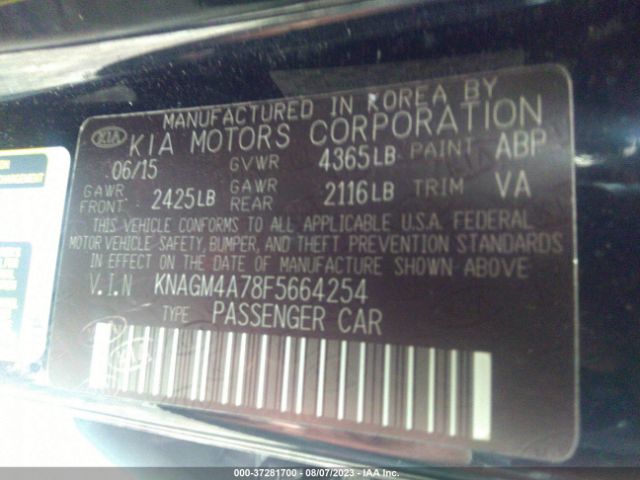 MANUFACTURED IN KOREA BY
KIA KIA MOTORS CORPORATION
06/15 GVWR 4365LB PAINT ABP
GAWR FRONT 2425LB GAWR REAR 2116LB TRIM VA
THIS VEHICLE CONFORMS TO ALL APPLICABLE U.S.A. FEDERAL
MOTOR VEHICLE SAFETY, BUMPER, AND THEFT PREVENTION STANDARDS
IN EFFECT ON THE DATE OF MANUFACTURE SHOWN ABOVE.
V.I.N KNAGM4A78F5664254
TYPE PASSENGER CAR
000-37281700 - 08/07/2023 - IAA Inc.